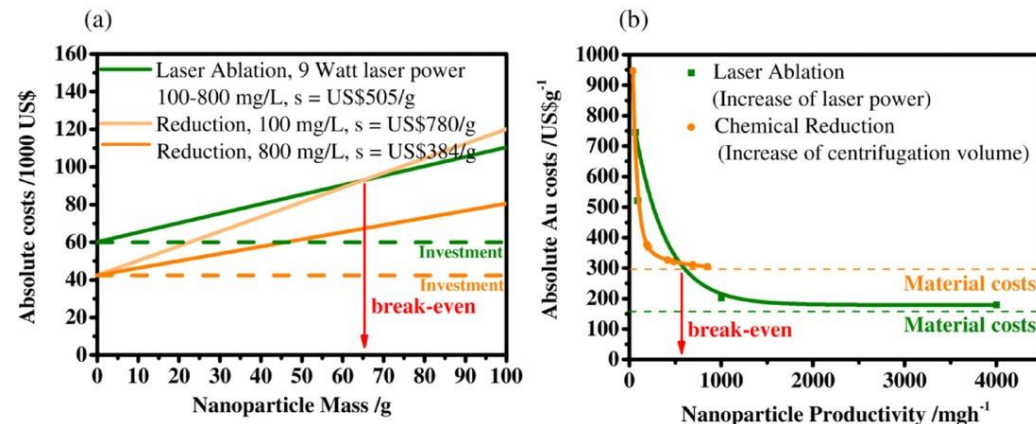 (a)
160
140
120
100
80
60
40
20
0
Absolute costs /1000 US$
Laser Ablation, 9 Watt laser power
100-800 mg/L, s = US$505/g
Reduction, 100 mg/L, s = US$780/g
Reduction, 800 mg/L, s = US$384/g
Investment
Investment
break-even
0 10 20 30 40 50 60 70 80 90 100
Nanoparticle Mass /g
(b)
1000
900
800
700
600
500
400
300
200
100
0
Absolute Au costs /US$g⁻¹
Laser Ablation
(Increase of laser power)
Chemical Reduction
(Increase of centrifugation volume)
Material costs
Material costs
break-even
0 1000 2000 3000 4000
Nanoparticle Productivity /mgh⁻¹